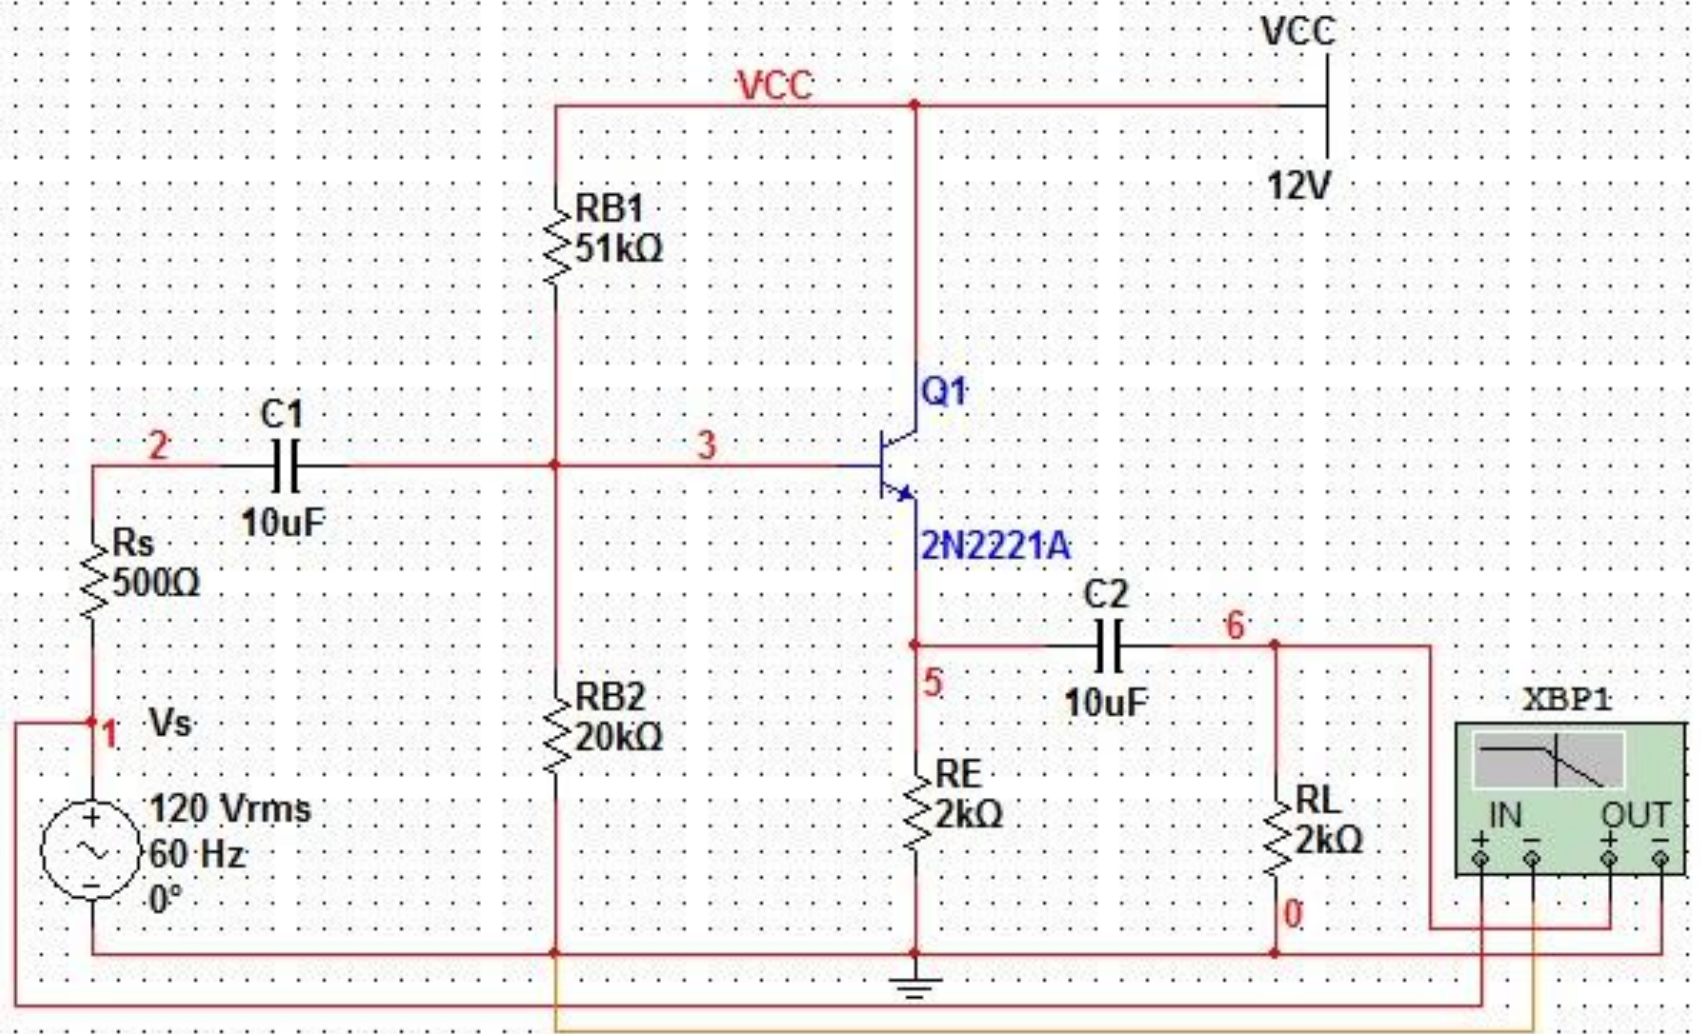 VCC
VCC
12V
RB1
51kΩ
Q1
C1
2
3
10uF
2N2221A
Rs
500Ω
C2
6
5
10uF
RB2
20kΩ
XBP1
1
Vs
RE
2kΩ
RL
2kΩ
IN
OUT
+
−
+
−
120 Vrms
60 Hz
0°
+
−
0